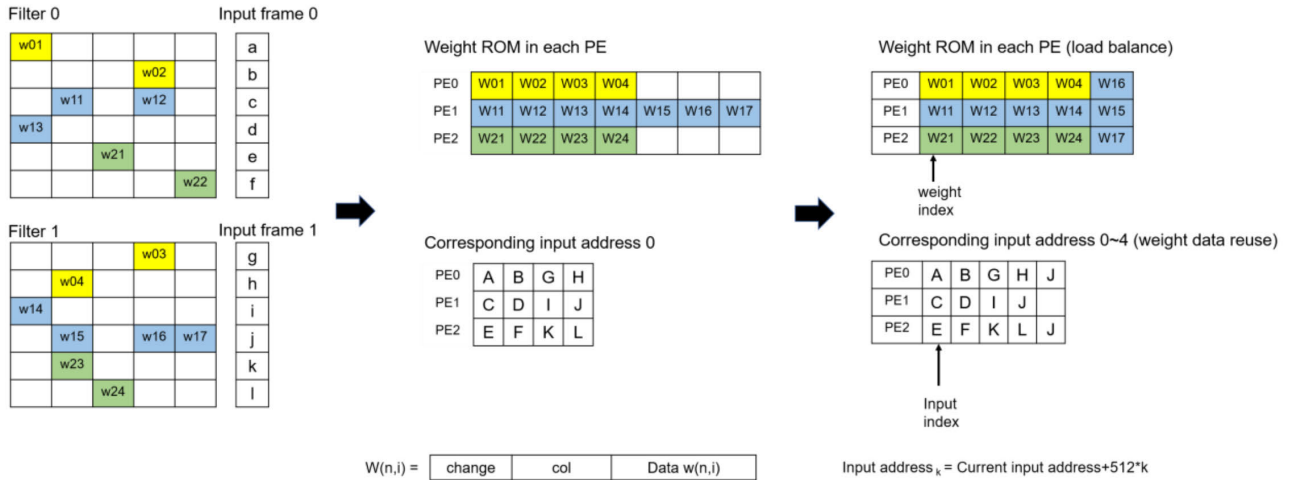 Filter 0
Input frame 0
w01
a
w02
b
w11 w12
c
w13
d
w21
e
w22
f
Filter 1
Input frame 1
w03
g
w04
h
w14
i
w15 w16 w17
j
w23
k
w24
l
Weight ROM in each PE
PE0 W01 W02 W03 W04
PE1 W11 W12 W13 W14 W15 W16 W17
PE2 W21 W22 W23 W24
Corresponding input address 0
PE0 A B G H
PE1 C D I J
PE2 E F K L
Weight ROM in each PE (load balance)
PE0 W01 W02 W03 W04 W16
PE1 W11 W12 W13 W14 W15
PE2 W21 W22 W23 W24 W17
weight
index
Corresponding input address 0~4 (weight data reuse)
PE0 A B G H J
PE1 C D I J
PE2 E F K L J
Input
index
W(n,i) = change col Data w(n,i)
Input address k = Current input address+512*k